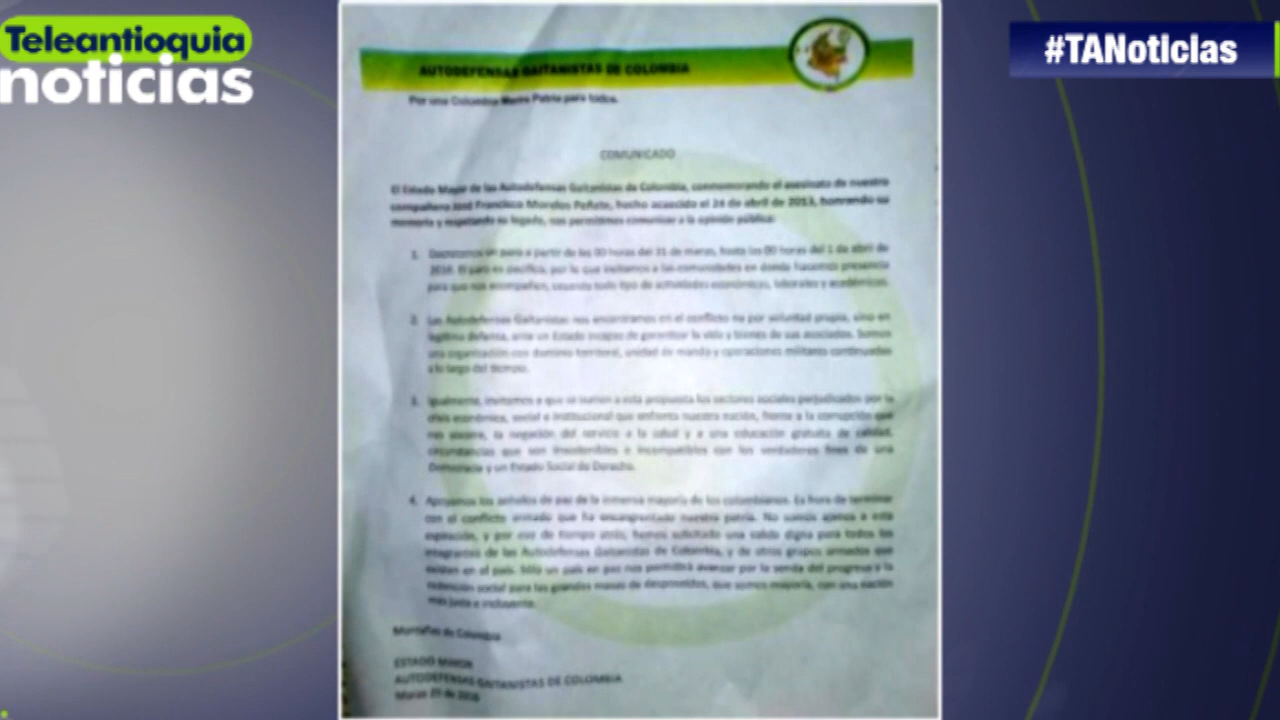 Teleantioquia
noticias
#TANoticias
AUTODEFENSAS GAITANISTAS DE COLOMBIA
Por una Colombia Patria para todos.
COMUNICADO
El Estado Mayor de las Autodefensas Gaitanistas de Colombia, conmemorando el asesinato de nuestro
compañero José Francisco Morelos Peñate, hecho acaecido el 24 de abril de 2013, honrando su
memoria y respetando su legado, nos permitimos comunicar a la opinión pública:
1. Decretamos un paro a partir de las 00 horas del 31 de marzo, hasta las 00 horas del 1 de abril de
2016. El paro es pacífico, por lo que invitamos a las comunidades en donde hacemos presencia
para que nos acompañen, cesando todo tipo de actividades económicas, laborales y académicas.
2. Las Autodefensas Gaitanistas nos encontramos en el conflicto no por voluntad propia, sino en
legítima defensa, ante un Estado incapaz de garantizar la vida y bienes de sus asociados. Somos
una organización con dominio territorial, unidad de mando y operaciones militares continuadas
a lo largo del tiempo.
3. Igualmente, invitamos a que se sumen a esta propuesta los sectores sociales perjudicados por la
crisis económica, social e institucional que enfrenta nuestra nación, frente a la corrupción que
nos socava, la negación del servicio a la salud y a una educación gratuita de calidad,
circunstancias que son insostenibles e incompatibles con los verdaderos fines de una
Democracia y un Estado Social de Derecho.
4. Apoyamos los anhelos de paz de la inmensa mayoría de los colombianos. Es hora de terminar
con el conflicto armado que ha ensangrentado nuestra patria. No somos ajenos a esta
aspiración, y por eso de tiempo atrás, hemos solicitado una salida digna para todos los
integrantes de las Autodefensas Gaitanistas de Colombia, y de otros grupos armados que
existen en el país. Sólo un país en paz nos permitirá avanzar por la senda del progreso y la
redención social para las grandes masas de desposeídos, que somos mayoría, con una nación
más justa e incluyente.
Montañas de Colombia
ESTADO MAYOR
AUTODEFENSAS GAITANISTAS DE COLOMBIA
Marzo de 2016